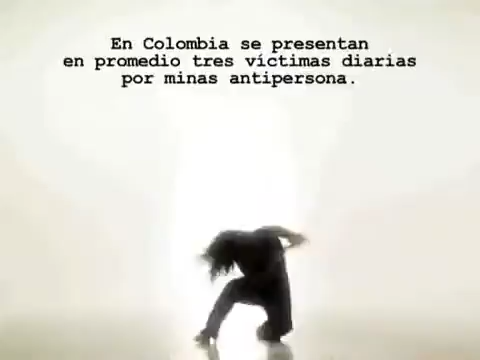 En Colombia se presentan
en promedio tres víctimas diarias
por minas antipersona.